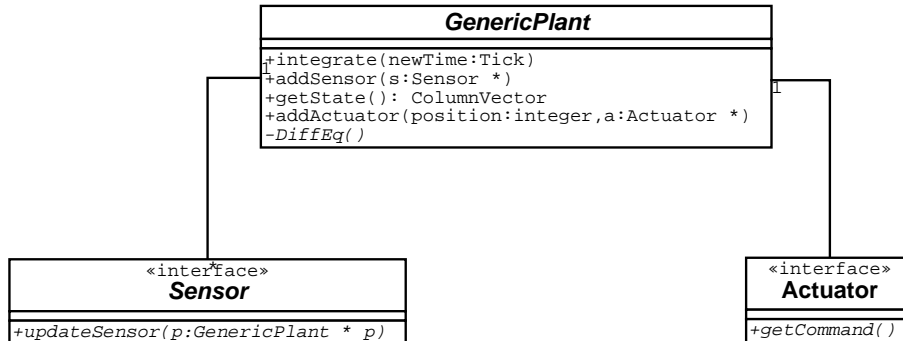 GenericPlant
+integrate(newTime:Tick)
1
+addSensor(s:Sensor *)
+getState(): ColumnVector
1
+addActuator(position:integer,a:Actuator *)
-DiffEq()
*
«interface»
Sensor
+updateSensor(p:GenericPlant * p)
«interface»
Actuator
+getCommand()